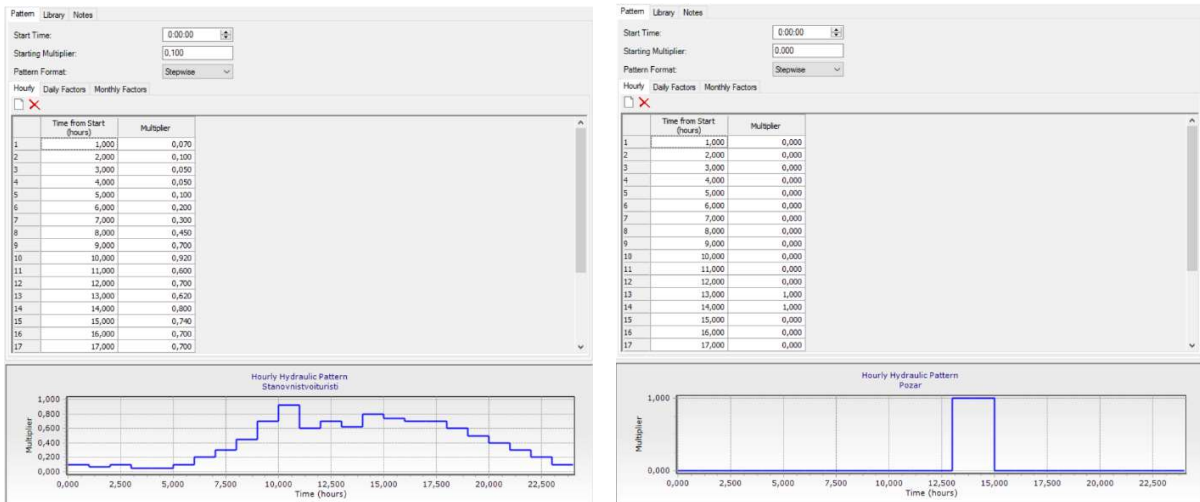 Pattern Library Notes
Start Time: 0:00:00
Starting Multiplier: 0,100
Pattern Format: Stepwise
Hourly Daily Factors Monthly Factors
Time from Start (hours) Multiplier
1 1,000 0,070
2 2,000 0,100
3 3,000 0,050
4 4,000 0,050
5 5,000 0,100
6 6,000 0,200
7 7,000 0,300
8 8,000 0,450
9 9,000 0,700
10 10,000 0,920
11 11,000 0,600
12 12,000 0,700
13 13,000 0,620
14 14,000 0,800
15 15,000 0,740
16 16,000 0,700
17 17,000 0,700
Hourly Hydraulic Pattern
Stanovnistvoituristi
1,000
0,800
0,600
0,400
0,200
0,000
Multiplier
0,000 2,500 5,000 7,500 10,000 12,500 15,000 17,500 20,000 22,500
Time (hours)
Pattern Library Notes
Start Time: 0:00:00
Starting Multiplier: 0,000
Pattern Format: Stepwise
Hourly Daily Factors Monthly Factors
Time from Start (hours) Multiplier
1 1,000 0,000
2 2,000 0,000
3 3,000 0,000
4 4,000 0,000
5 5,000 0,000
6 6,000 0,000
7 7,000 0,000
8 8,000 0,000
9 9,000 0,000
10 10,000 0,000
11 11,000 0,000
12 12,000 0,000
13 13,000 1,000
14 14,000 1,000
15 15,000 0,000
16 16,000 0,000
17 17,000 0,000
Hourly Hydraulic Pattern
Pozar
1,000
0,000
Multiplier
0,000 2,500 5,000 7,500 10,000 12,500 15,000 17,500 20,000 22,500
Time (hours)